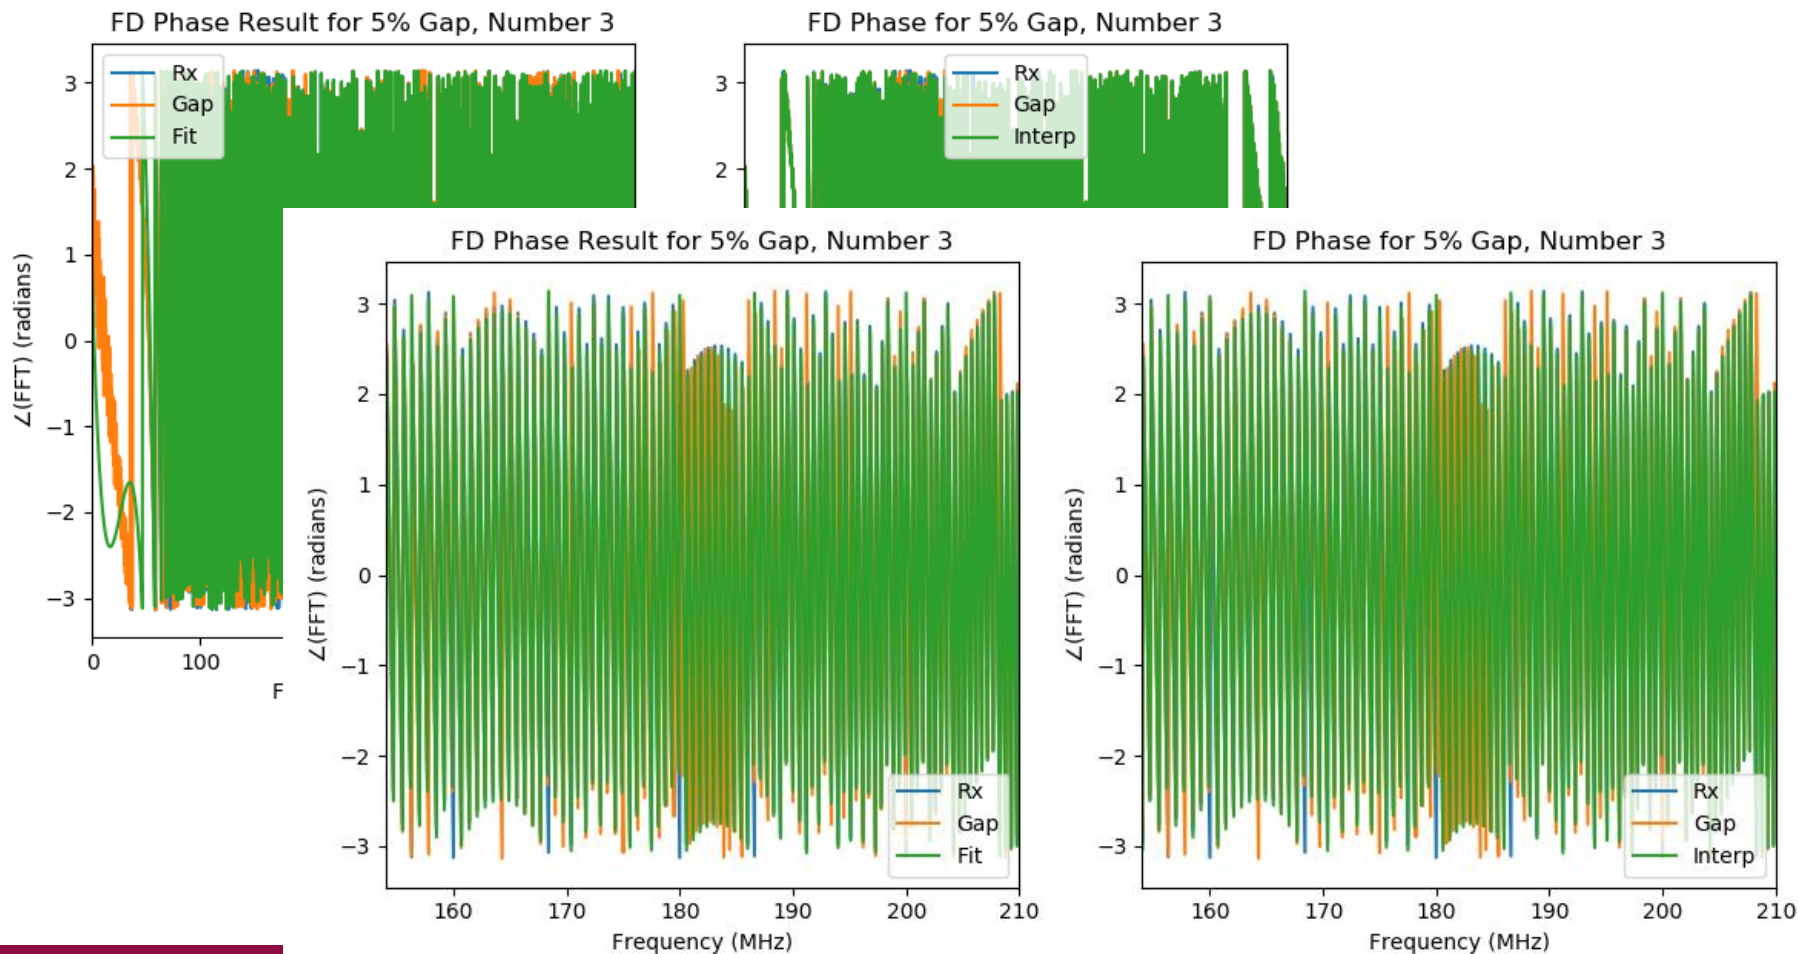 FD Phase Result for 5% Gap, Number 3
Rx
Gap
Fit
3
2
1
0
−1
−2
−3
∠(FFT) (radians)
0 100
F
FD Phase for 5% Gap, Number 3
Rx
Gap
Interp
3
2
FD Phase Result for 5% Gap, Number 3
3
2
1
0
−1
−2
−3
∠(FFT) (radians)
Rx
Gap
Fit
160 170 180 190 200 210
Frequency (MHz)
FD Phase for 5% Gap, Number 3
3
2
1
0
−1
−2
−3
∠(FFT) (radians)
Rx
Gap
Interp
160 170 180 190 200 210
Frequency (MHz)